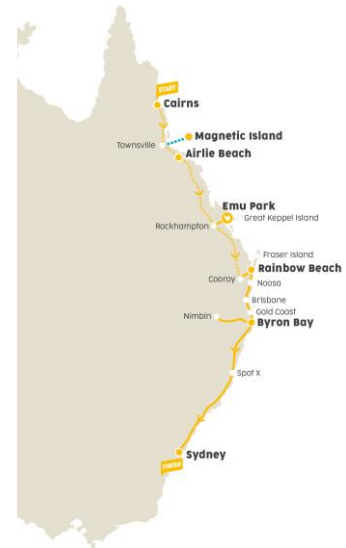 START
Cairns
Magnetic Island
Townsville
Airlie Beach
Emu Park
Great Keppel Island
Rockhampton
Fraser Island
Rainbow Beach
Cooroy
Noosa
Brisbane
Gold Coast
Nimbin
Byron Bay
Spot X
Sydney
FINISH